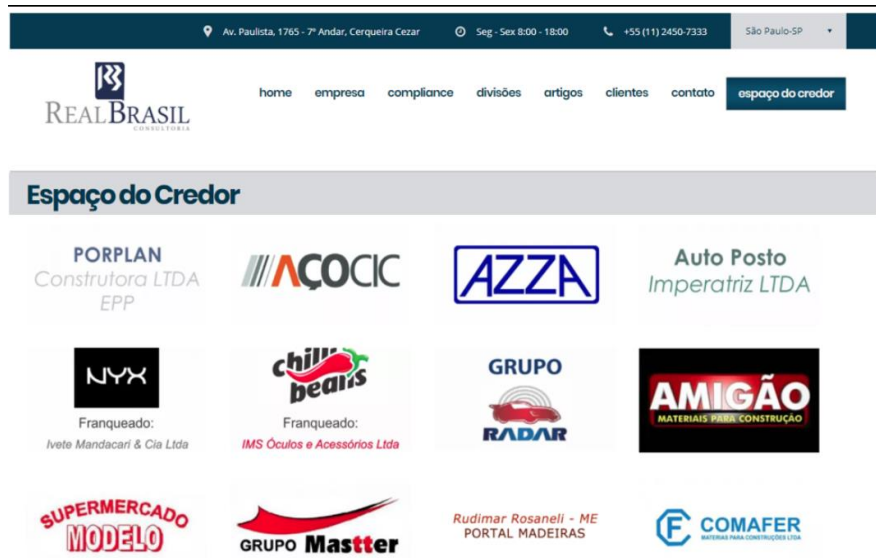 Av. Paulista, 1765 - 7º Andar, Cerqueira Cezar Seg - Sex 8:00 - 18:00 +55 (11) 2450-7333 São Paulo-SP
REALBRASIL
CONSULTORIA
home empresa compliance divisões artigos clientes contato espaço do credor
Espaço do Credor
PORPLAN
Construtora LTDA
EPP
AÇOCIC
AZZA
Auto Posto
Imperatriz LTDA
NYX
Franqueado:
Ivete Mandacari & Cia Ltda
chilli
beans
Franqueado:
IMS Óculos e Acessórios Ltda
GRUPO
RADAR
AMIGÃO
MATERIAIS PARA CONSTRUÇÃO
SUPERMERCADO
MODELO
GRUPO Mastter
Rudimar Rosaneli - ME
PORTAL MADEIRAS
COMAFER
MATERIAIS PARA CONSTRUÇÕES LTDA